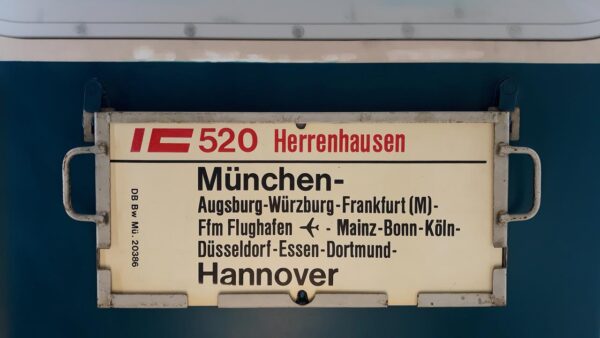 IC 520 Herrenhausen
München-
Augsburg-Würzburg-Frankfurt (M)-
Ffm Flughafen ✈ - Mainz-Bonn-Köln-
Düsseldorf-Essen-Dortmund-
Hannover
DB Bw Mü. 20386